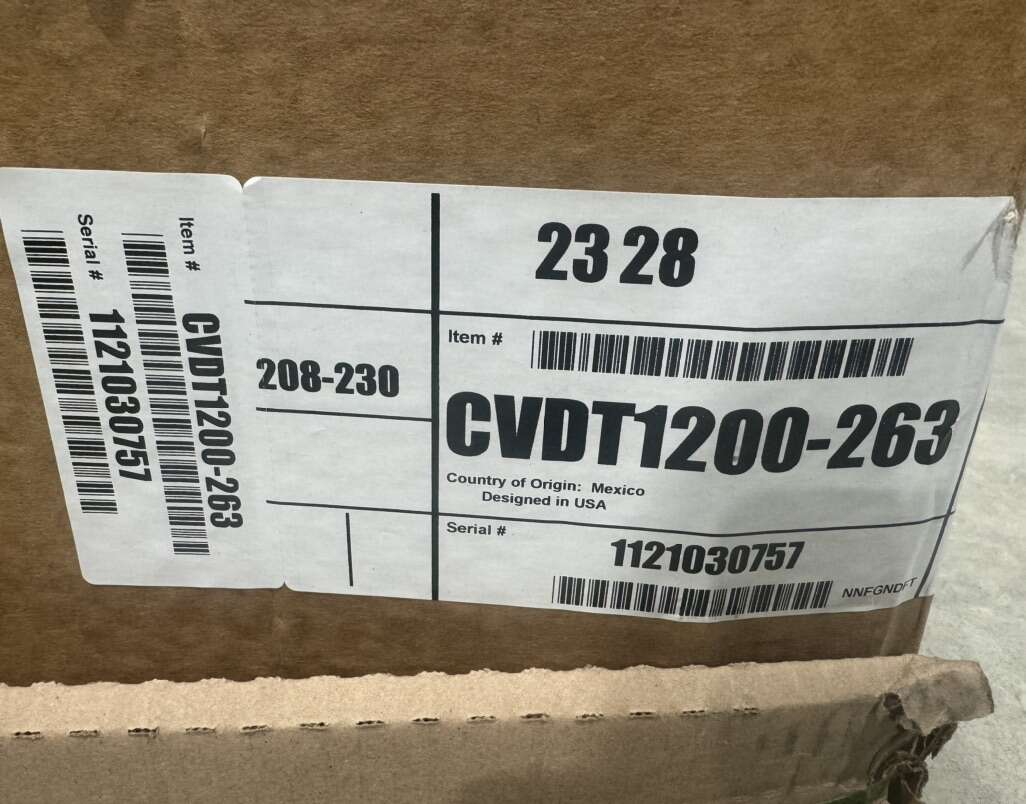 Serial #
1121030757
Item #
CVDT1200-263
208-230
23 28
Item #
CVDT1200-263
Country of Origin: Mexico
Designed in USA
Serial #
1121030757
NNFGNDFT